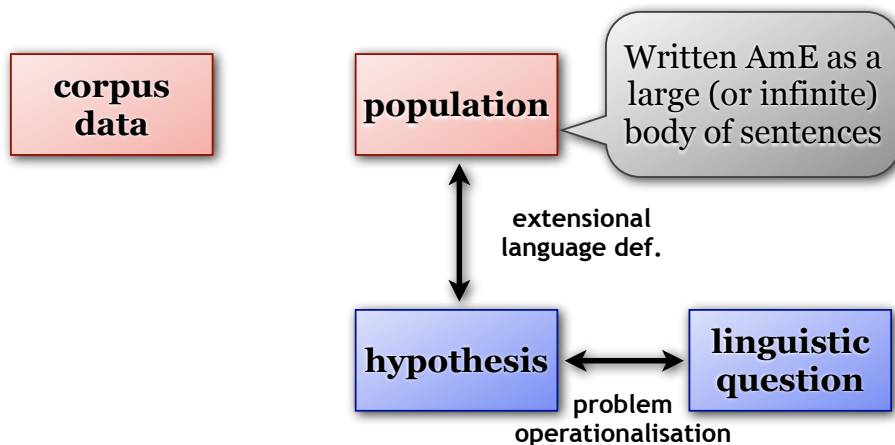 corpus
data
population
Written AmE as a
large (or infinite)
body of sentences
extensional
language def.
hypothesis
linguistic
question
problem
operationalisation